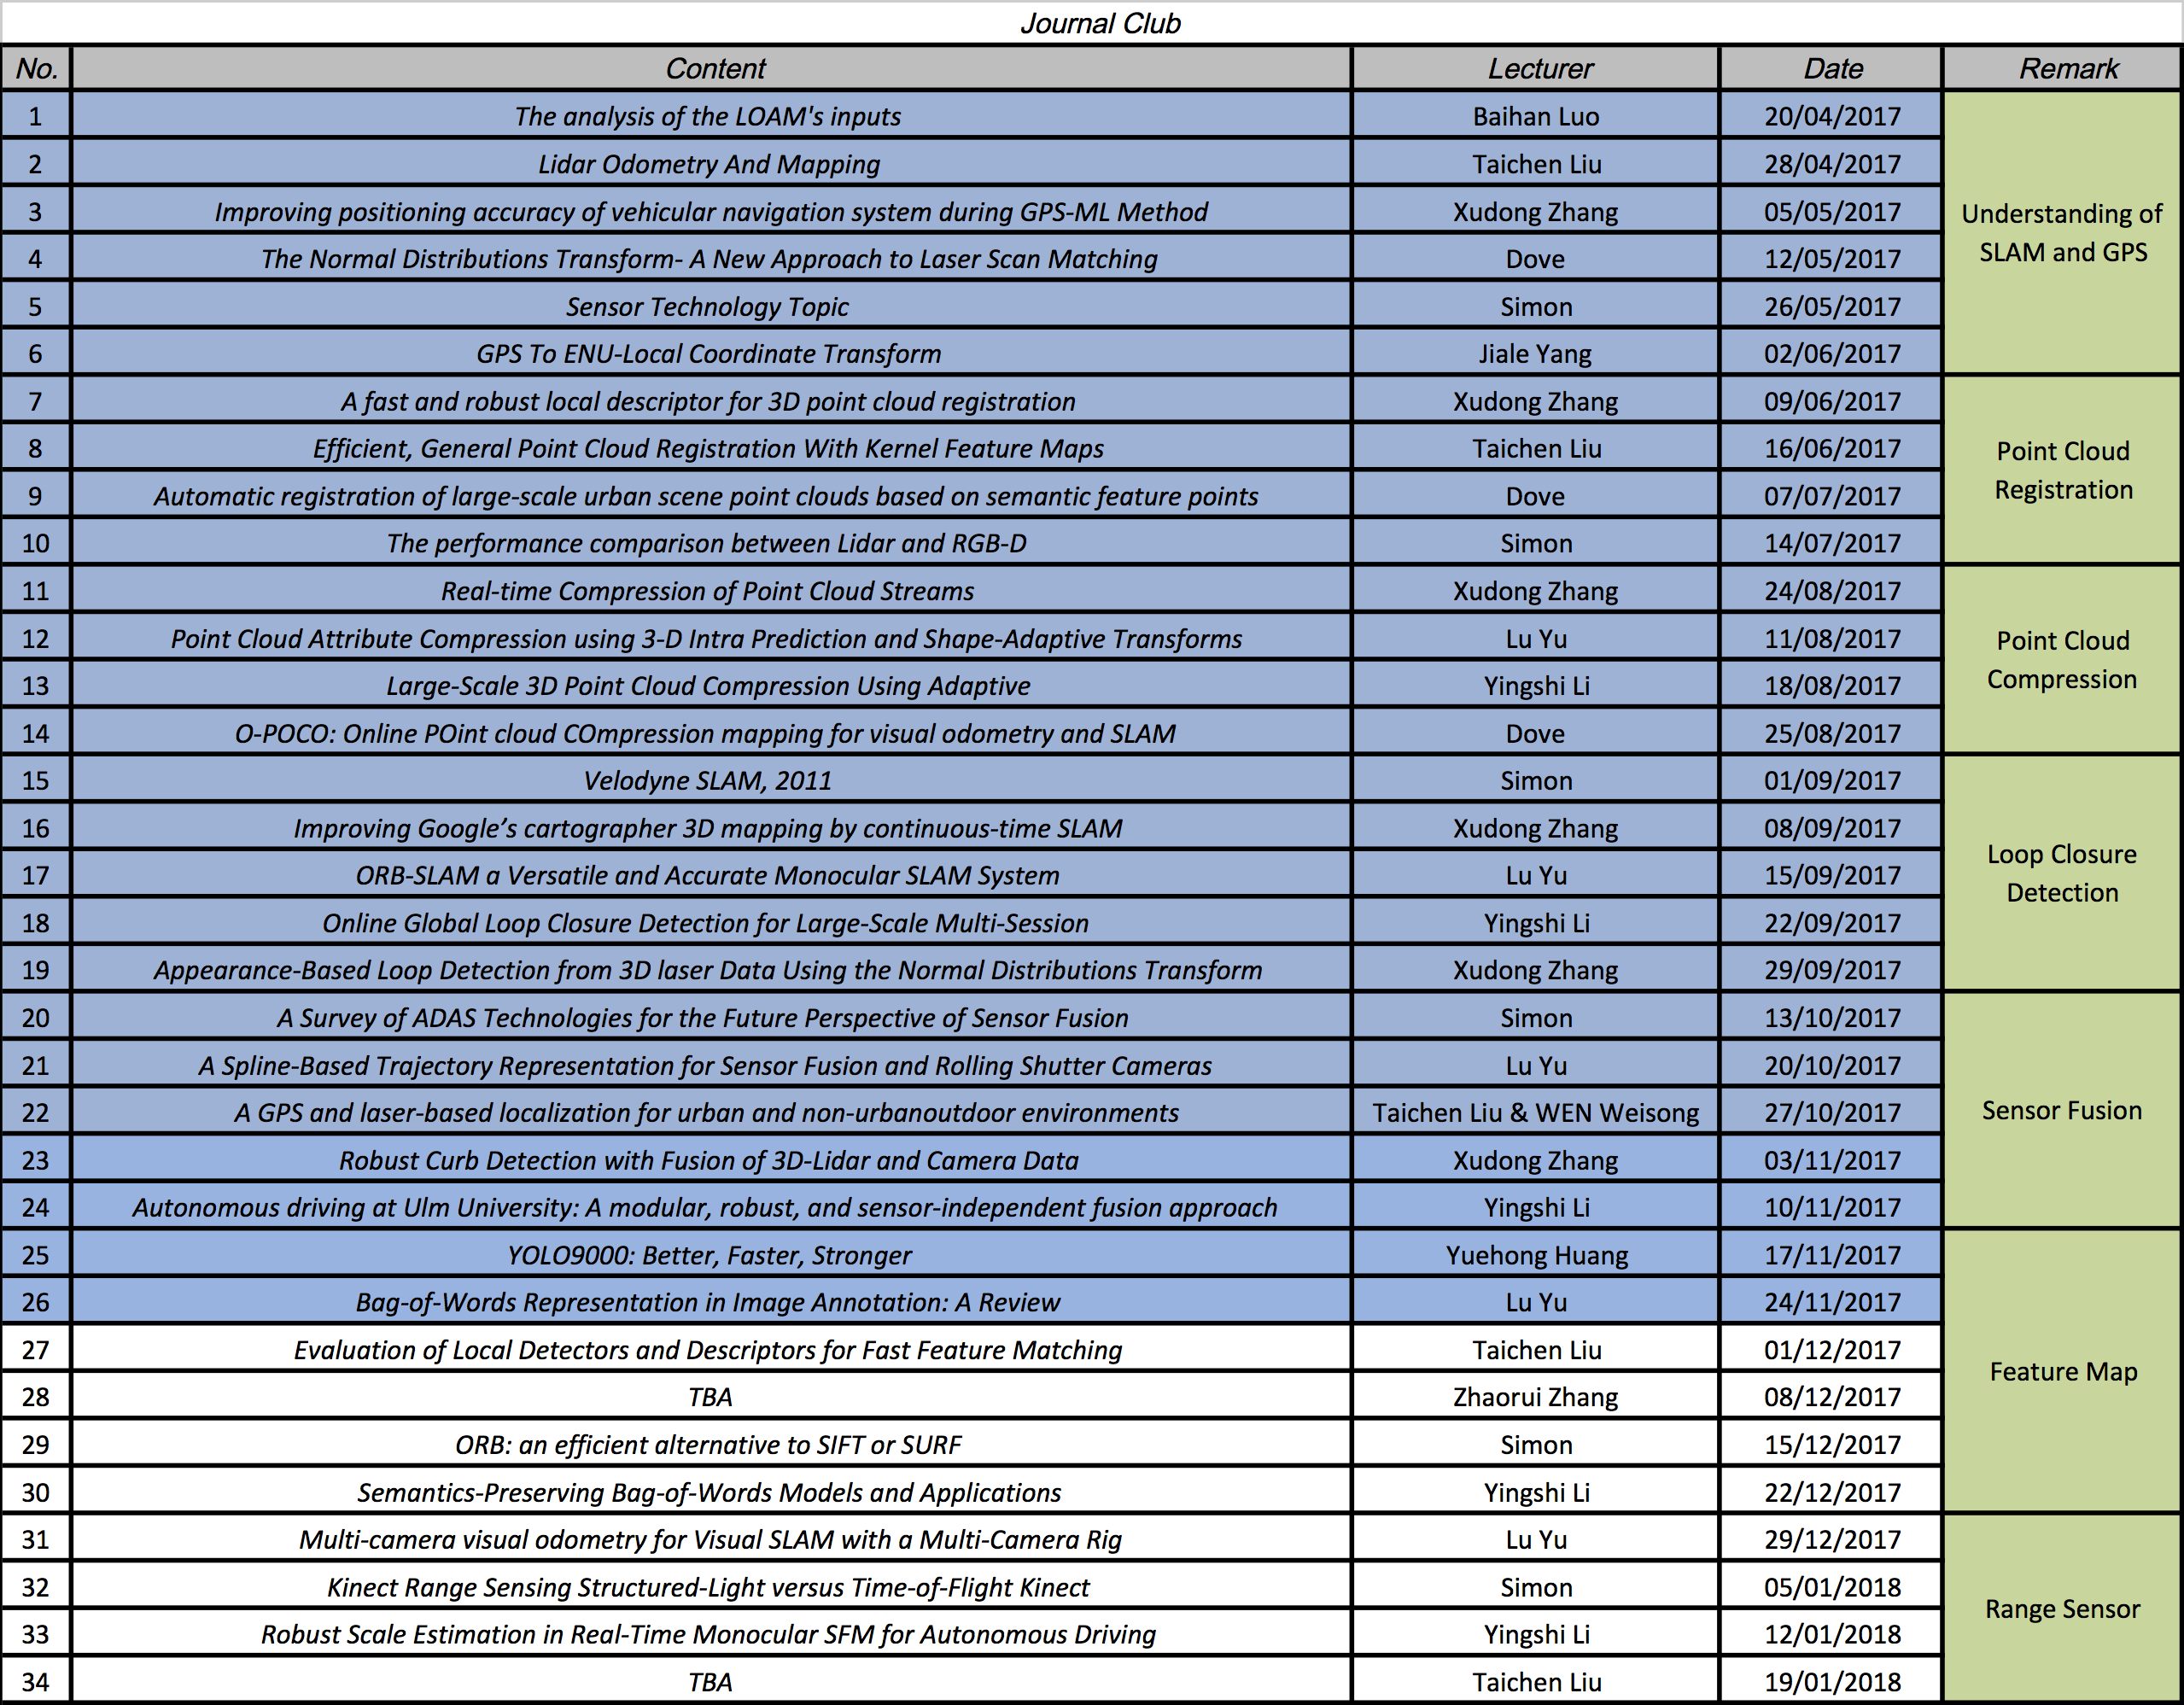 Journal Club
No. Content Lecturer Date Remark
1 The analysis of the LOAM's inputs Baihan Luo 20/04/2017
2 Lidar Odometry And Mapping Taichen Liu 28/04/2017
3 Improving positioning accuracy of vehicular navigation system during GPS-ML Method Xudong Zhang 05/05/2017
Understanding of
SLAM and GPS
4 The Normal Distributions Transform- A New Approach to Laser Scan Matching Dove 12/05/2017
5 Sensor Technology Topic Simon 26/05/2017
6 GPS To ENU-Local Coordinate Transform Jiale Yang 02/06/2017
7 A fast and robust local descriptor for 3D point cloud registration Xudong Zhang 09/06/2017
8 Efficient, General Point Cloud Registration With Kernel Feature Maps Taichen Liu 16/06/2017
Point Cloud
Registration
9 Automatic registration of large-scale urban scene point clouds based on semantic feature points Dove 07/07/2017
10 The performance comparison between Lidar and RGB-D Simon 14/07/2017
11 Real-time Compression of Point Cloud Streams Xudong Zhang 24/08/2017
12 Point Cloud Attribute Compression using 3-D Intra Prediction and Shape-Adaptive Transforms Lu Yu 11/08/2017
Point Cloud
Compression
13 Large-Scale 3D Point Cloud Compression Using Adaptive Yingshi Li 18/08/2017
14 O-POCO: Online POint cloud COmpression mapping for visual odometry and SLAM Dove 25/08/2017
15 Velodyne SLAM, 2011 Simon 01/09/2017
16 Improving Google’s cartographer 3D mapping by continuous-time SLAM Xudong Zhang 08/09/2017
Loop Closure
Detection
17 ORB-SLAM a Versatile and Accurate Monocular SLAM System Lu Yu 15/09/2017
18 Online Global Loop Closure Detection for Large-Scale Multi-Session Yingshi Li 22/09/2017
19 Appearance-Based Loop Detection from 3D laser Data Using the Normal Distributions Transform Xudong Zhang 29/09/2017
20 A Survey of ADAS Technologies for the Future Perspective of Sensor Fusion Simon 13/10/2017
21 A Spline-Based Trajectory Representation for Sensor Fusion and Rolling Shutter Cameras Lu Yu 20/10/2017
22 A GPS and laser-based localization for urban and non-urbanoutdoor environments Taichen Liu & WEN Weisong 27/10/2017 Sensor Fusion
23 Robust Curb Detection with Fusion of 3D-Lidar and Camera Data Xudong Zhang 03/11/2017
24 Autonomous driving at Ulm University: A modular, robust, and sensor-independent fusion approach Yingshi Li 10/11/2017
25 YOLO9000: Better, Faster, Stronger Yuehong Huang 17/11/2017
26 Bag-of-Words Representation in Image Annotation: A Review Lu Yu 24/11/2017
27 Evaluation of Local Detectors and Descriptors for Fast Feature Matching Taichen Liu 01/12/2017
Feature Map
28 TBA Zhaorui Zhang 08/12/2017
29 ORB: an efficient alternative to SIFT or SURF Simon 15/12/2017
30 Semantics-Preserving Bag-of-Words Models and Applications Yingshi Li 22/12/2017
31 Multi-camera visual odometry for Visual SLAM with a Multi-Camera Rig Lu Yu 29/12/2017
32 Kinect Range Sensing Structured-Light versus Time-of-Flight Kinect Simon 05/01/2018
Range Sensor
33 Robust Scale Estimation in Real-Time Monocular SFM for Autonomous Driving Yingshi Li 12/01/2018
34 TBA Taichen Liu 19/01/2018